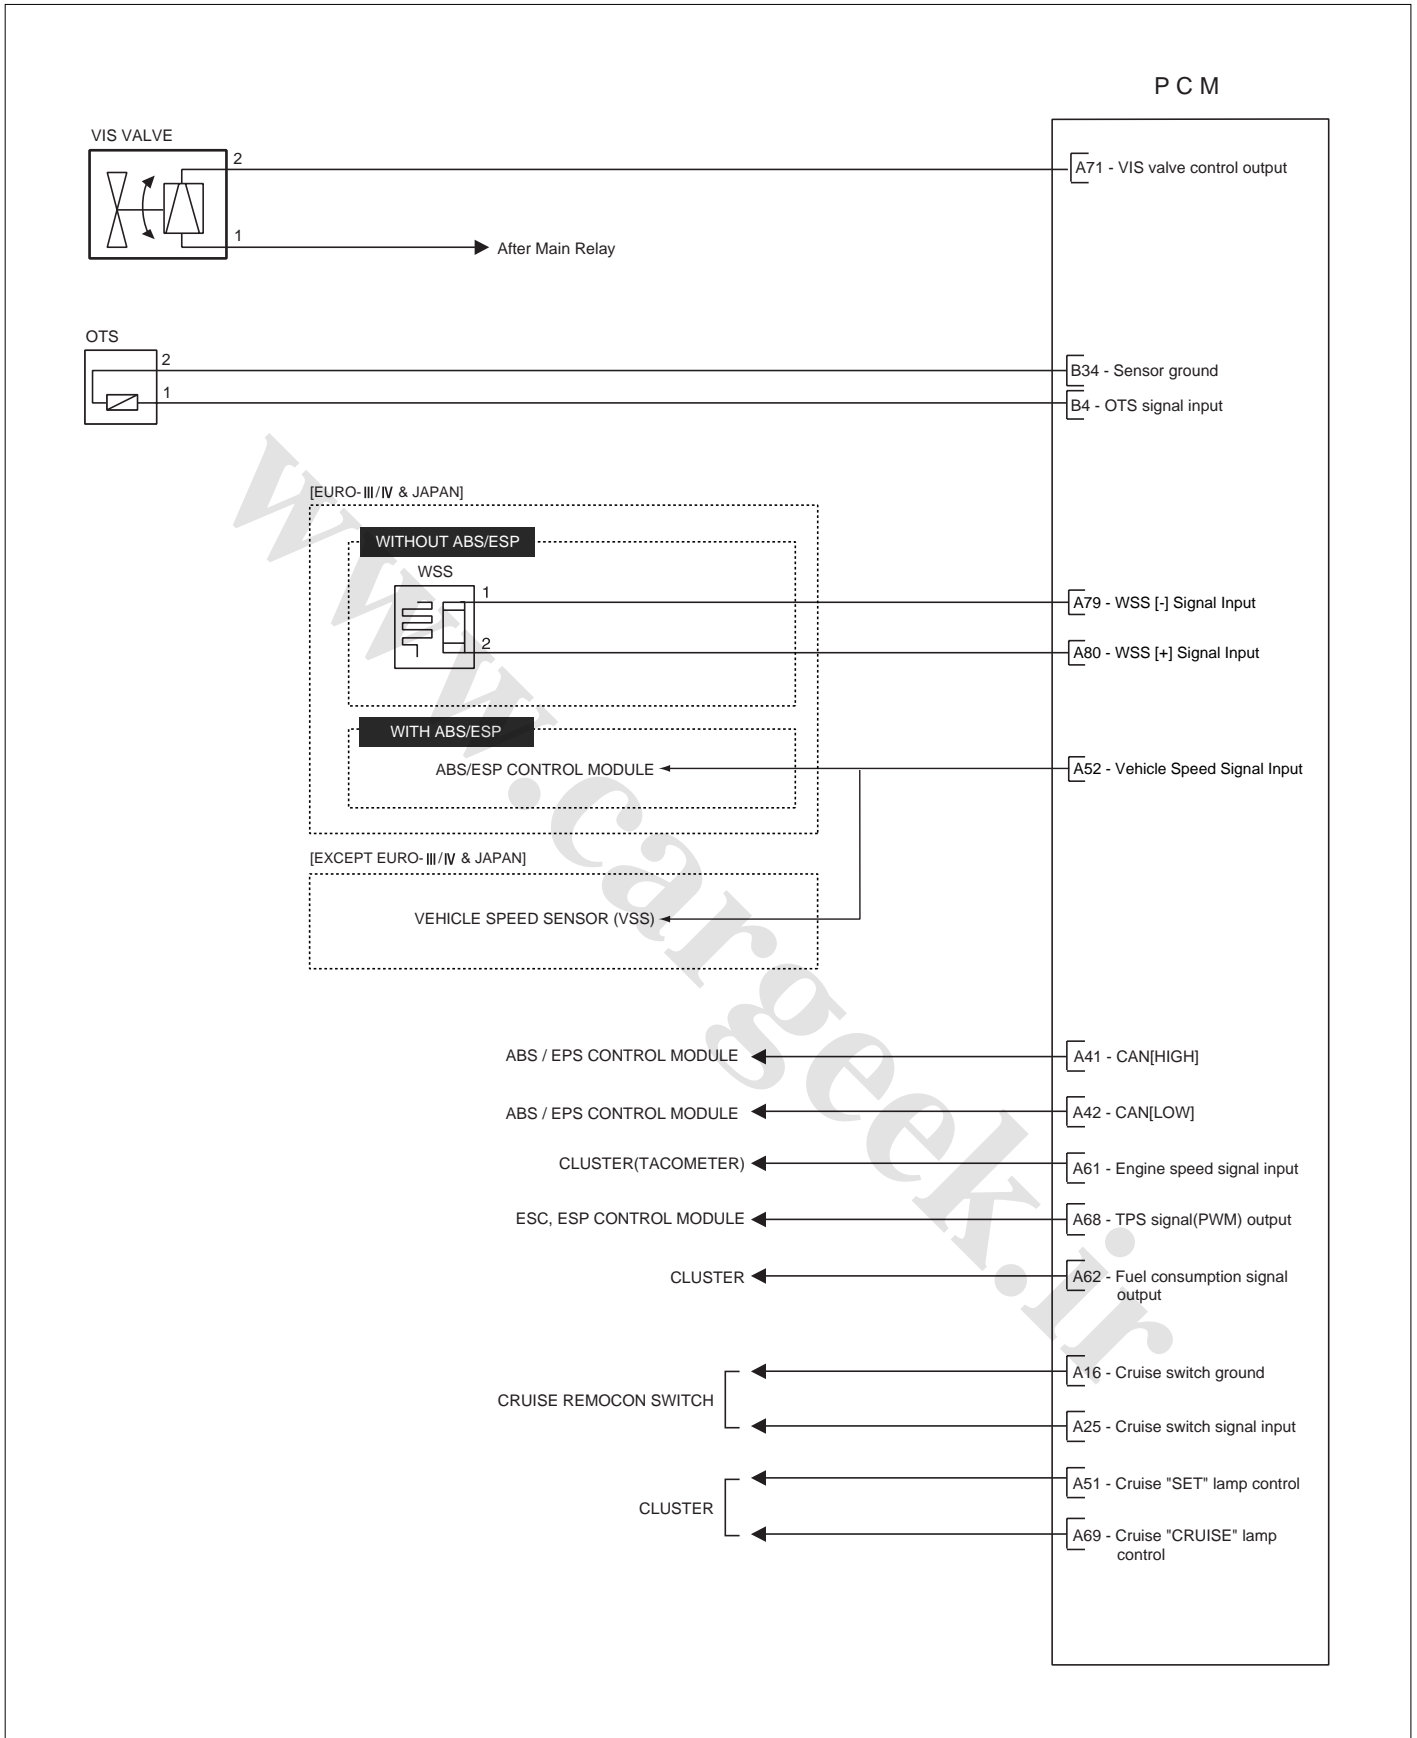 PCM
VIS VALVE
2
A71 - VIS valve control output
1
After Main Relay
OTS
2
B34 - Sensor ground
1
B4 - OTS signal input
[EURO-Ⅲ/Ⅳ & JAPAN]
WITHOUT ABS/ESP
WSS
1
A79 - WSS [-] Signal Input
2
A80 - WSS [+] Signal Input
WITH ABS/ESP
ABS/ESP CONTROL MODULE
A52 - Vehicle Speed Signal Input
[EXCEPT EURO-Ⅲ/Ⅳ & JAPAN]
VEHICLE SPEED SENSOR (VSS)
ABS / EPS CONTROL MODULE
A41 - CAN[HIGH]
ABS / EPS CONTROL MODULE
A42 - CAN[LOW]
CLUSTER(TACOMETER)
A61 - Engine speed signal input
ESC, ESP CONTROL MODULE
A68 - TPS signal(PWM) output
CLUSTER
A62 - Fuel consumption signal
output
A16 - Cruise switch ground
CRUISE REMOCON SWITCH
A25 - Cruise switch signal input
A51 - Cruise "SET" lamp control
CLUSTER
A69 - Cruise "CRUISE" lamp
control
www.cargeek.ir